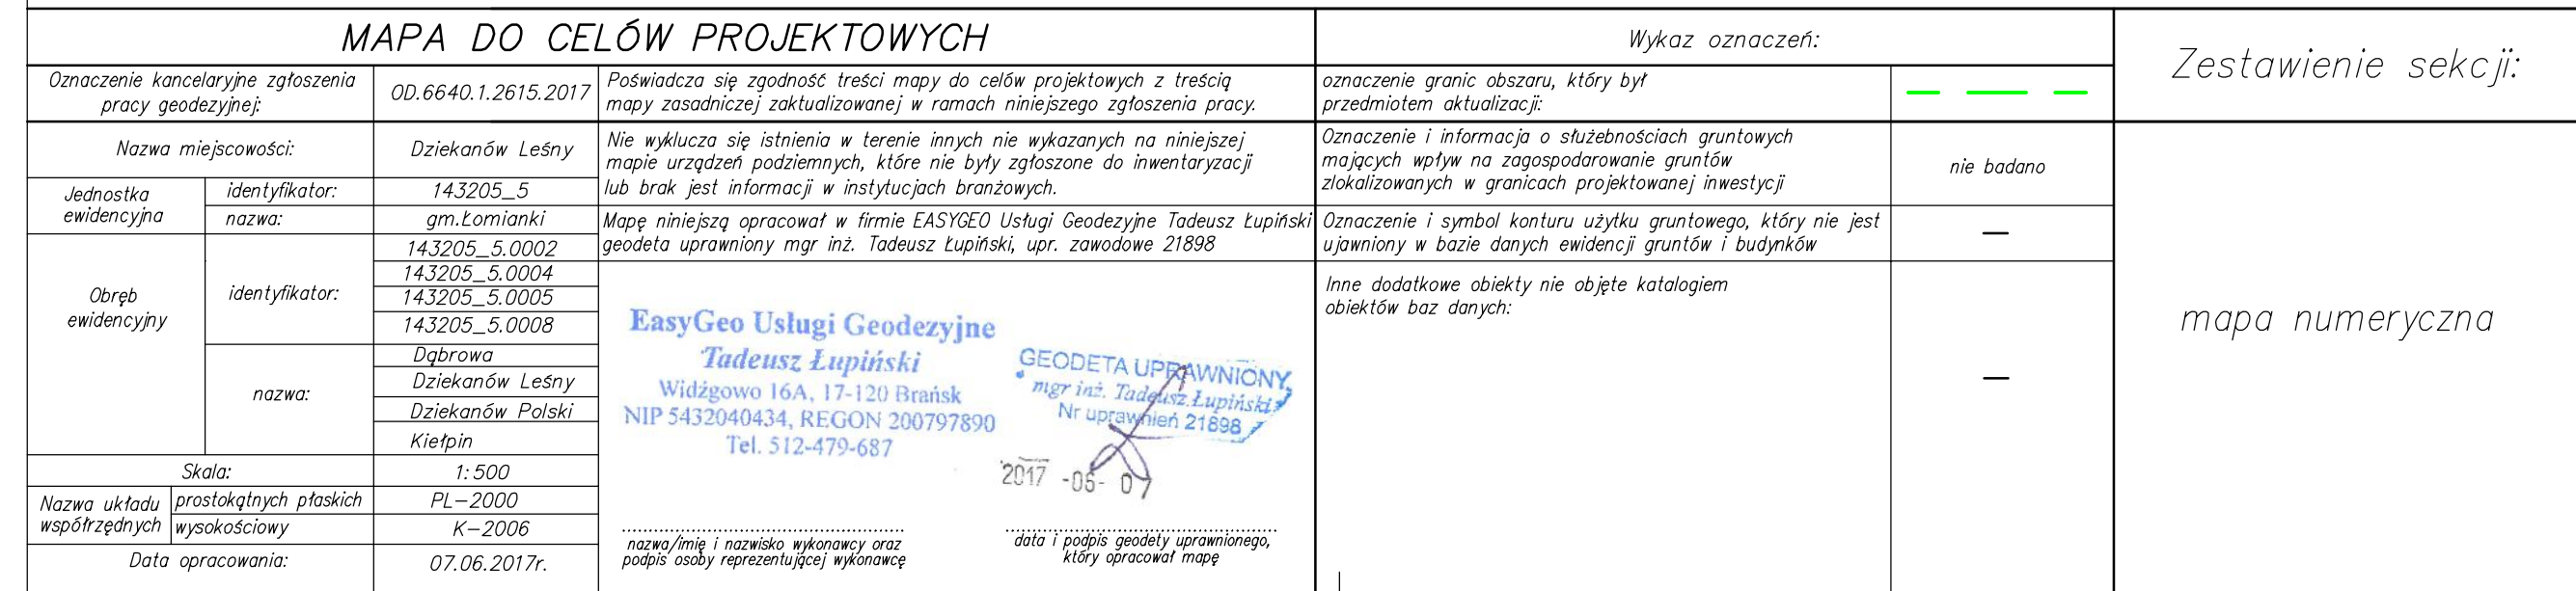 MAPA DO CELÓW PROJEKTOWYCH
Oznaczenie kancelaryjne zgłoszenia
pracy geodezyjnej:
OD.6640.1.2615.2017
Nazwa miejscowości:
Dziekanów Leśny
Jednostka
ewidencyjna
identyfikator:
143205_5
nazwa:
gm.Łomianki
Obręb
ewidencyjny
identyfikator:
143205_5.0002
143205_5.0004
143205_5.0005
143205_5.0008
nazwa:
Dąbrowa
Dziekanów Leśny
Dziekanów Polski
Kiełpin
Skala:
1:500
Nazwa układu
współrzędnych
prostokątnych płaskich
PL-2000
wysokościowy
K-2006
Data opracowania:
07.06.2017r.
Poświadcza się zgodność treści mapy do celów projektowych z treścią
mapy zasadniczej zaktualizowanej w ramach niniejszego zgłoszenia pracy.
Nie wyklucza się istnienia w terenie innych nie wykazanych na niniejszej
mapie urządzeń podziemnych, które nie były zgłoszone do inwentaryzacji
lub brak jest informacji w instytucjach branżowych.
Mapę niniejszą opracował w firmie EASYGEO Usługi Geodezyjne Tadeusz Łupiński
geodeta uprawniony mgr inż. Tadeusz Łupiński, upr. zawodowe 21898
EasyGeo Usługi Geodezyjne
Tadeusz Łupiński
Widźgowo 16A, 17-120 Brańsk
NIP 5432040434, REGON 200797890
Tel. 512-479-687
GEODETA UPRAWNIONY
mgr inż. Tadeusz Łupiński
Nr uprawnień 21898
2017 -06- 07
nazwa/imię i nazwisko wykonawcy oraz
podpis osoby reprezentującej wykonawcę
data i podpis geodety uprawnionego,
który opracował mapę
Wykaz oznaczeń:
oznaczenie granic obszaru, który był
przedmiotem aktualizacji:
Oznaczenie i informacja o służebnościach gruntowych
mających wpływ na zagospodarowanie gruntów
zlokalizowanych w granicach projektowanej inwestycji
nie badano
Oznaczenie i symbol konturu użytku gruntowego, który nie jest
ujawniony w bazie danych ewidencji gruntów i budynków
—
Inne dodatkowe obiekty nie objęte katalogiem
obiektów baz danych:
—
Zestawienie sekcji:
mapa numeryczna